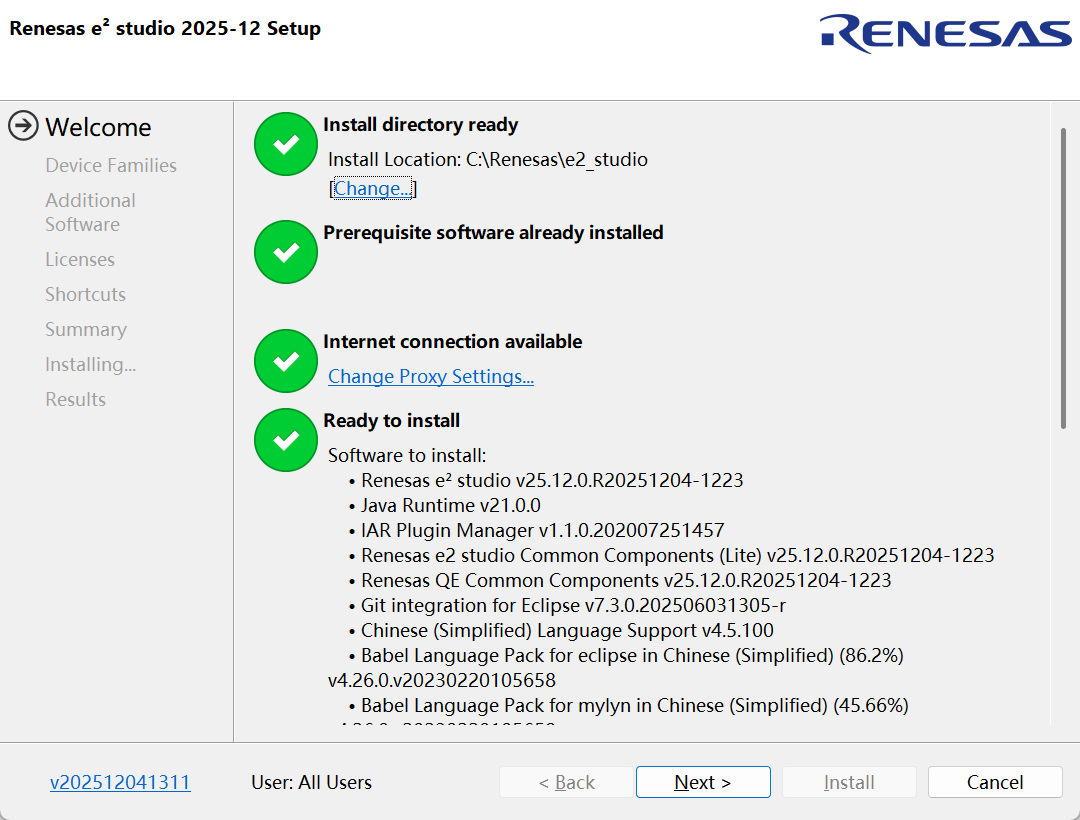 Renesas e² studio 2025-12 Setup
RENESAS
Welcome
Device Families
Additional
Software
Licenses
Shortcuts
Summary
Installing...
Results
Install directory ready
Install Location: C:\Renesas\e2_studio
[Change...]
Prerequisite software already installed
Internet connection available
Change Proxy Settings...
Ready to install
Software to install:
• Renesas e² studio v25.12.0.R20251204-1223
• Java Runtime v21.0.0
• IAR Plugin Manager v1.1.0.202007251457
• Renesas e2 studio Common Components (Lite) v25.12.0.R20251204-1223
• Renesas QE Common Components v25.12.0.R20251204-1223
• Git integration for Eclipse v7.3.0.202506031305-r
• Chinese (Simplified) Language Support v4.5.100
• Babel Language Pack for eclipse in Chinese (Simplified) (86.2%)
v4.26.0.v20230220105658
• Babel Language Pack for mylyn in Chinese (Simplified) (45.66%)
v202512041311
User: All Users
< Back
Next >
Install
Cancel